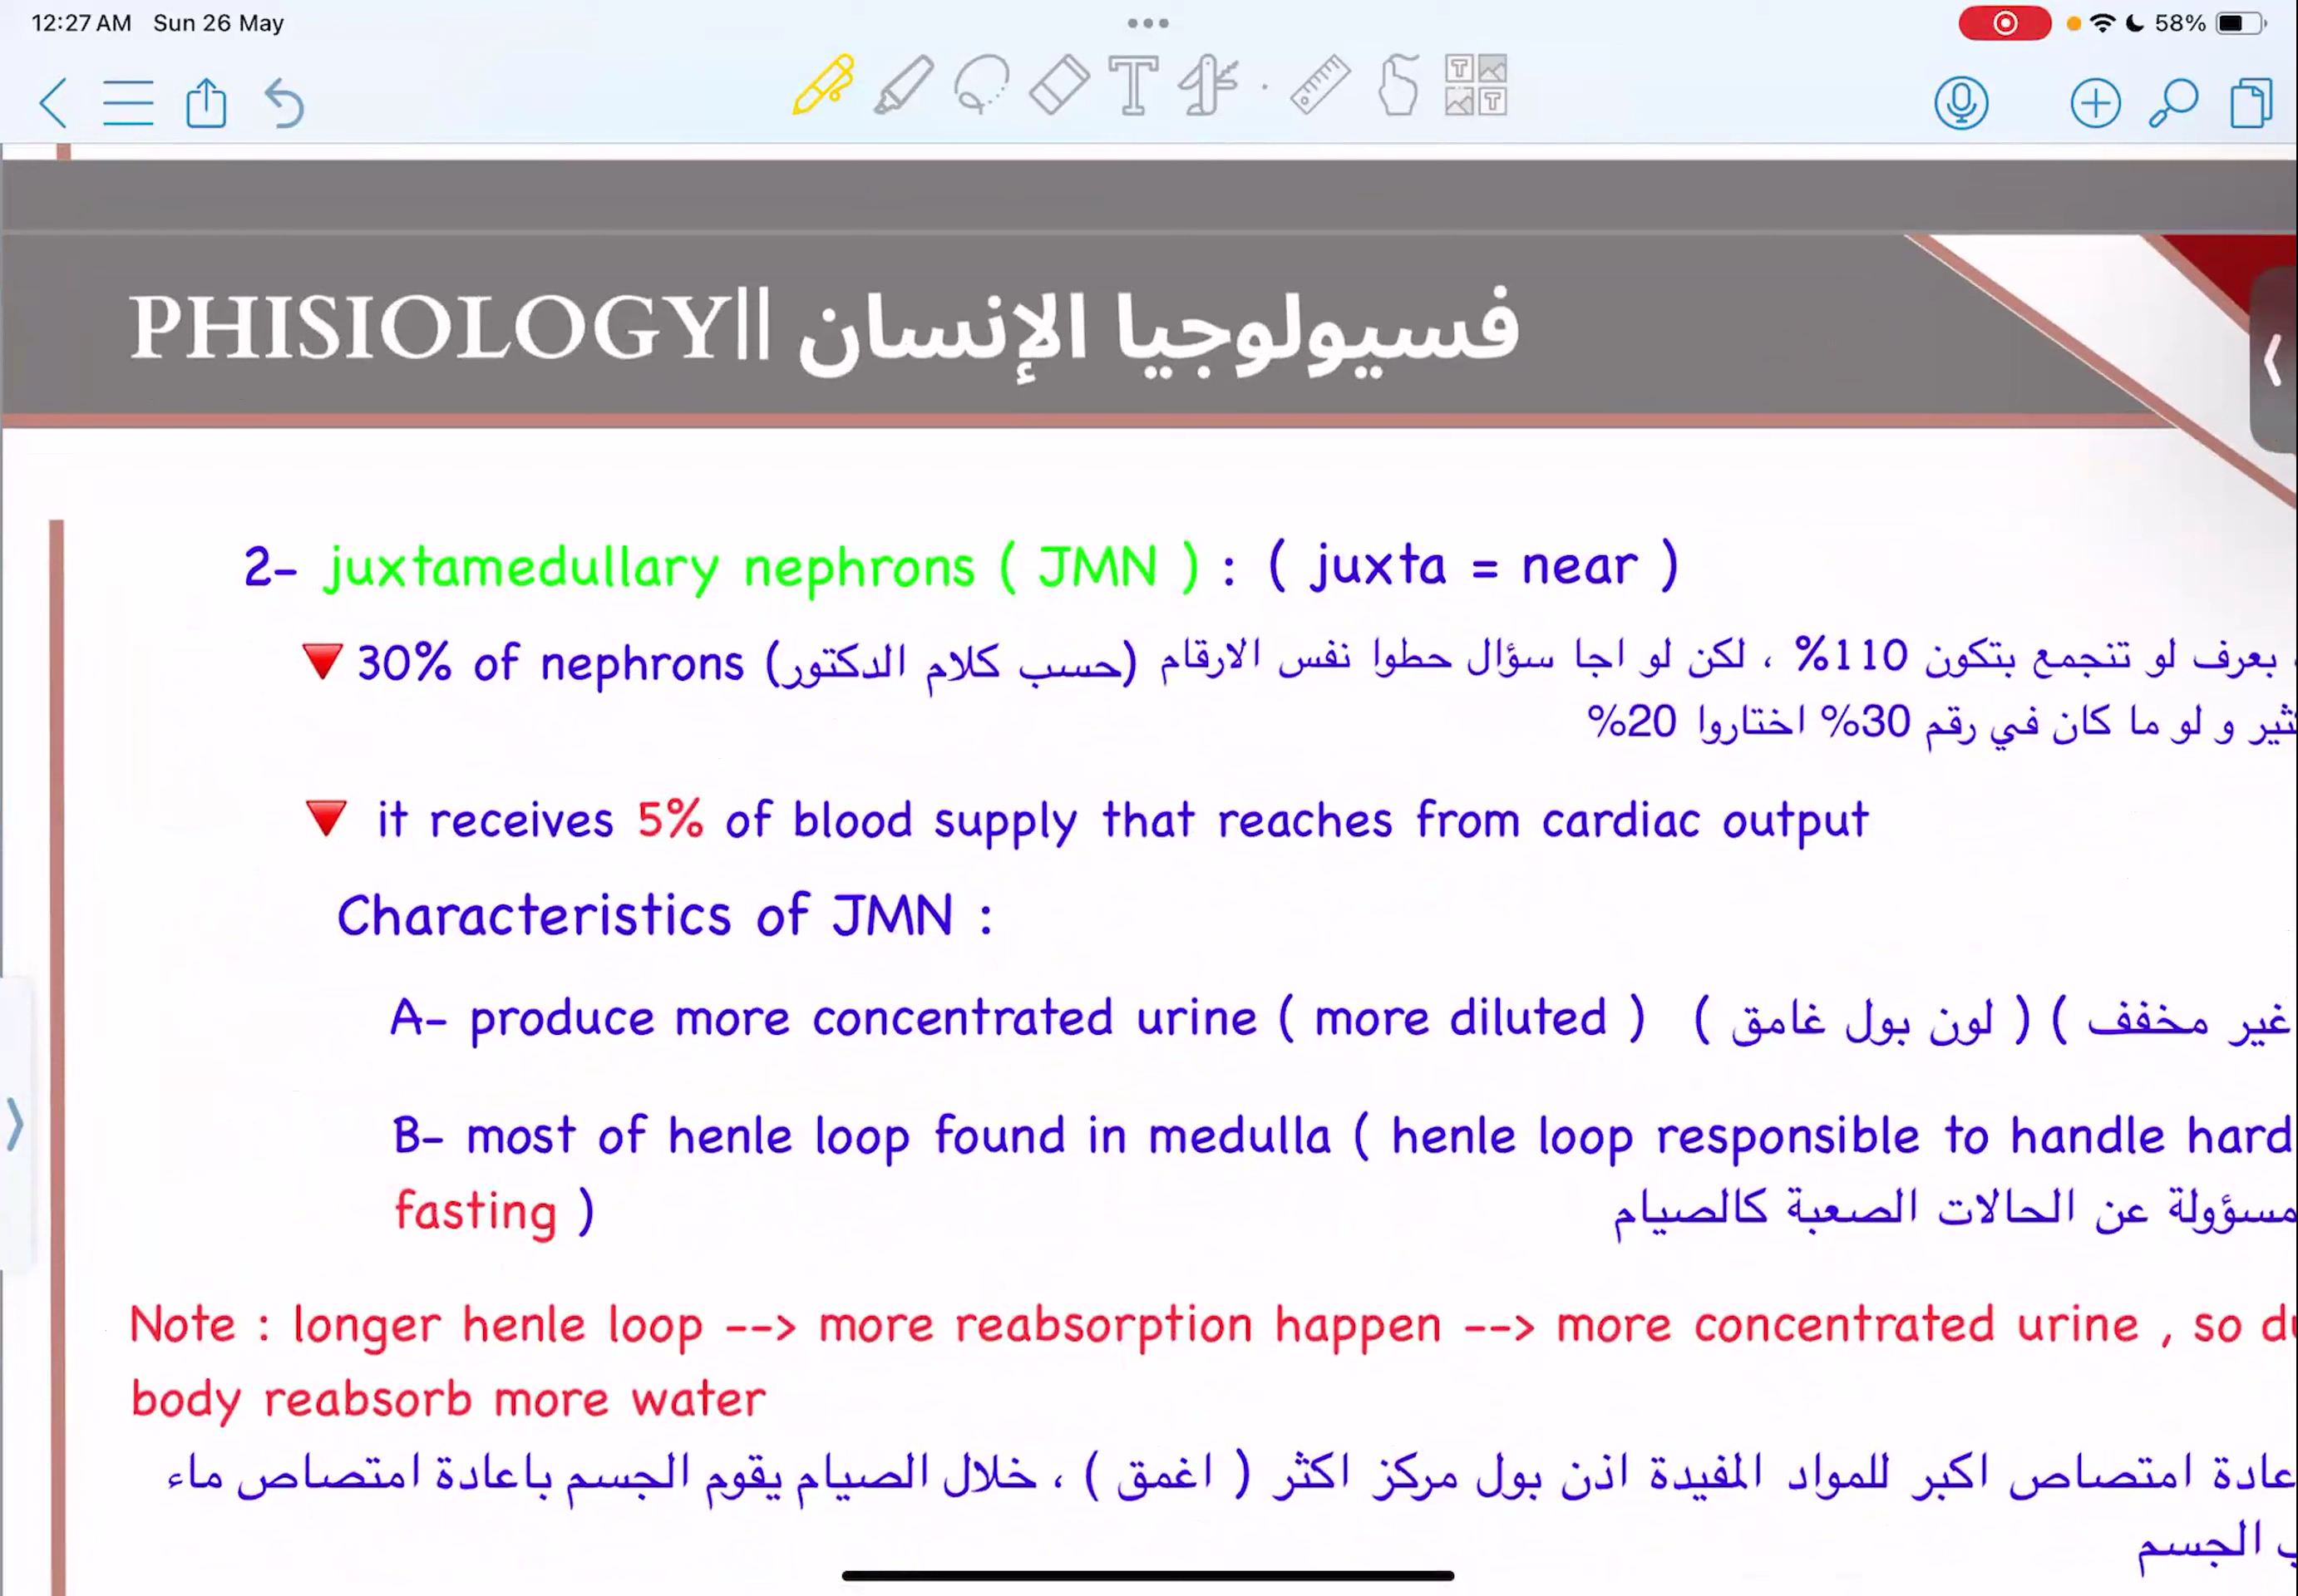 12:27 AM Sun 26 May 58%
PHISIOLOGY|| فسيولوجيا الإنسان
2- juxtamedullary nephrons ( JMN ) : ( juxta = near )
30% of nephrons (حسب كلام الدكتور) بعرف لو تنجمع بتكون 110% ، لكن لو اجا سؤال حطوا نفس الارقام
و لو ما كان في رقم 30% اختاروا 20%
it receives 5% of blood supply that reaches from cardiac output
Characteristics of JMN :
A- produce more concentrated urine ( more diluted ) ( غير مخفف ) ( لون بول غامق )
B- most of henle loop found in medulla ( henle loop responsible to handle hard
fasting ) مسؤولة عن الحالات الصعبة كالصيام
Note : longer henle loop --> more reabsorption happen --> more concentrated urine , so
body reabsorb more water
امتصاص اكبر للمواد المفيدة اذن بول مركز اكثر ( اغمق ) ، خلال الصيام يقوم الجسم باعادة امتصاص ماء
الجسم